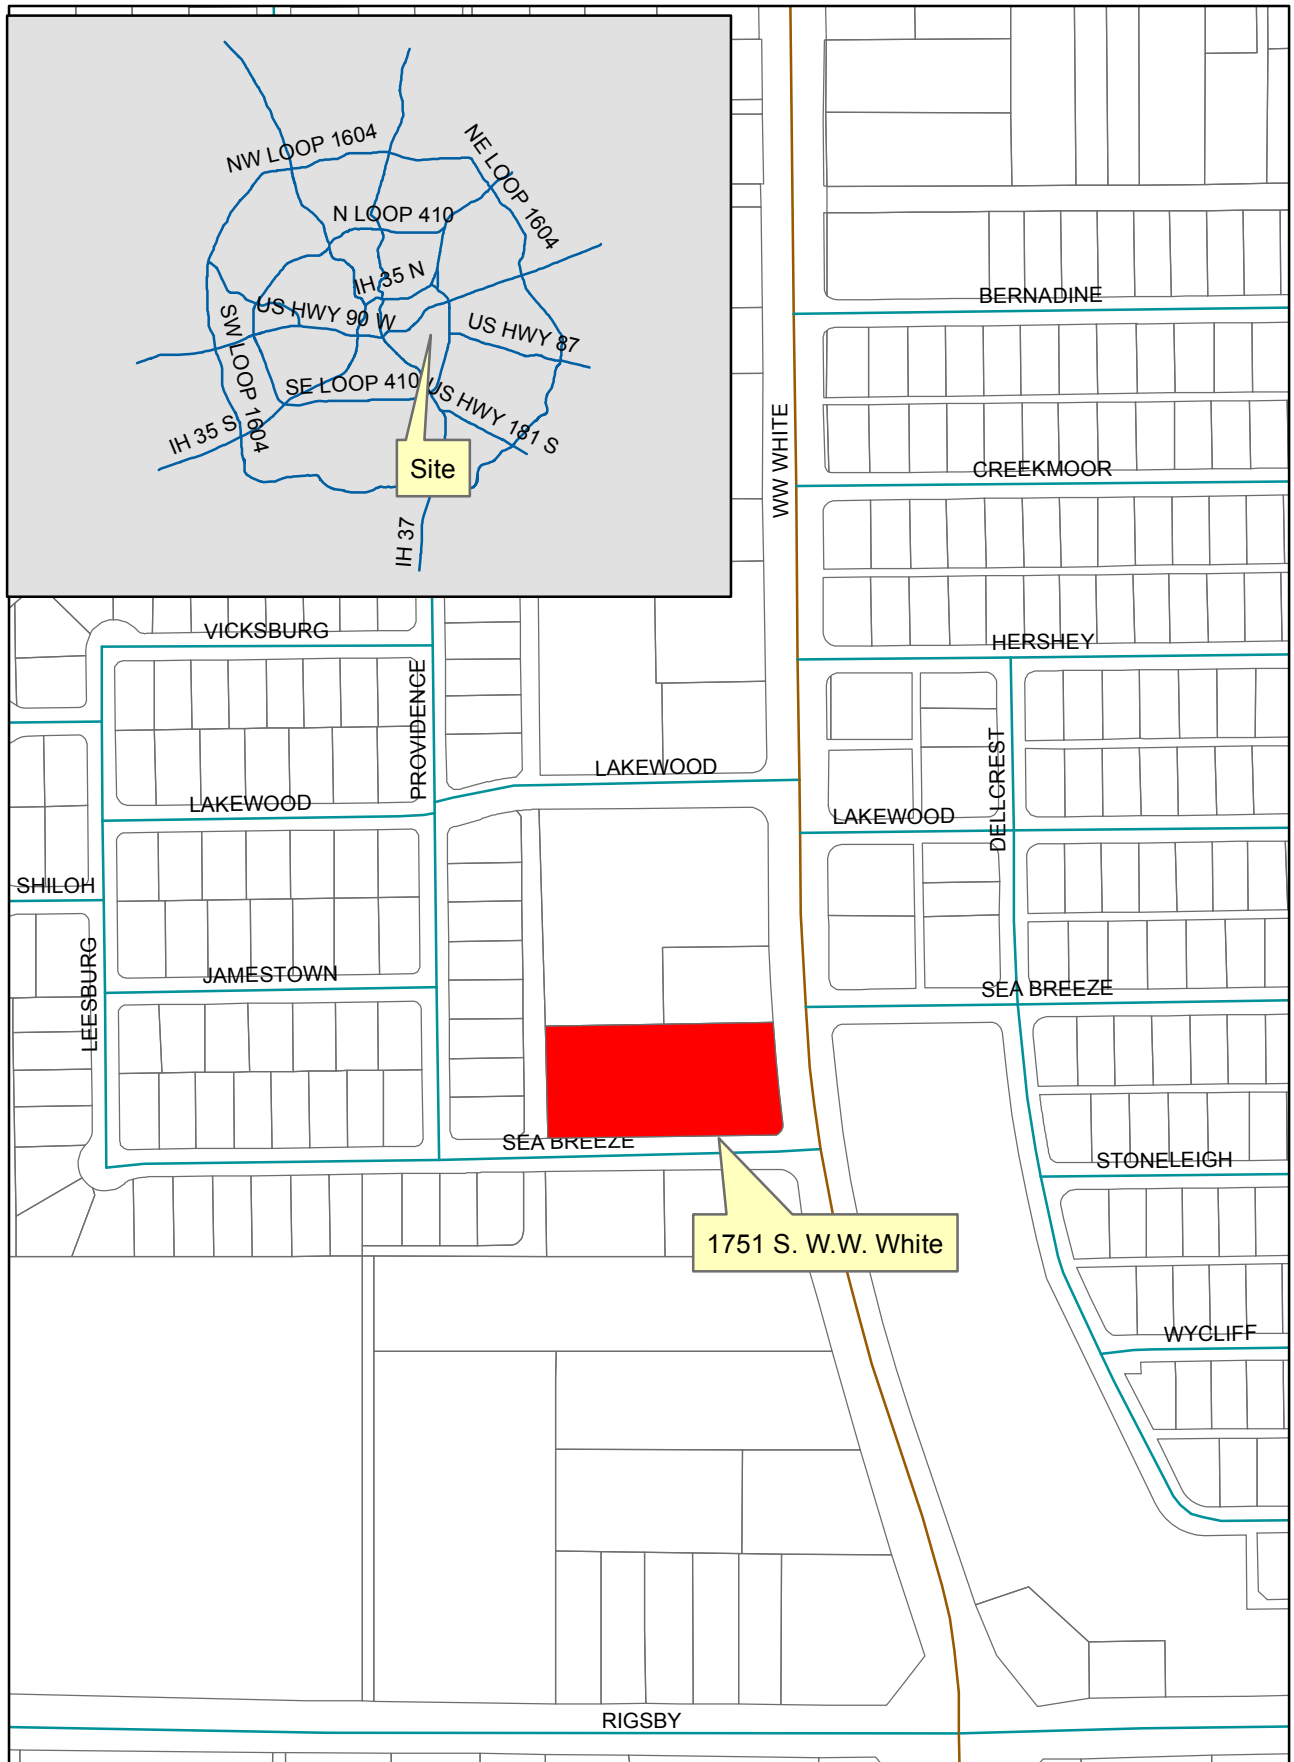 NW LOOP 1604
NE LOOP 1604
N LOOP 410
IH 35 N
US HWY 90 W
US HWY 87
SW LOOP 1604
SE LOOP 410
US HWY 181 S
IH 35 S
Site
IH 37
BERNADINE
WW WHITE
CREEKMOOR
VICKSBURG
HERSHEY
PROVIDENCE
DELLCREST
LAKEWOOD
LAKEWOOD
LAKEWOOD
SHILOH
LEESBURG
JAMESTOWN
SEA BREEZE
SEA BREEZE
STONELEIGH
1751 S. W.W. White
WYCLIFF
RIGSBY